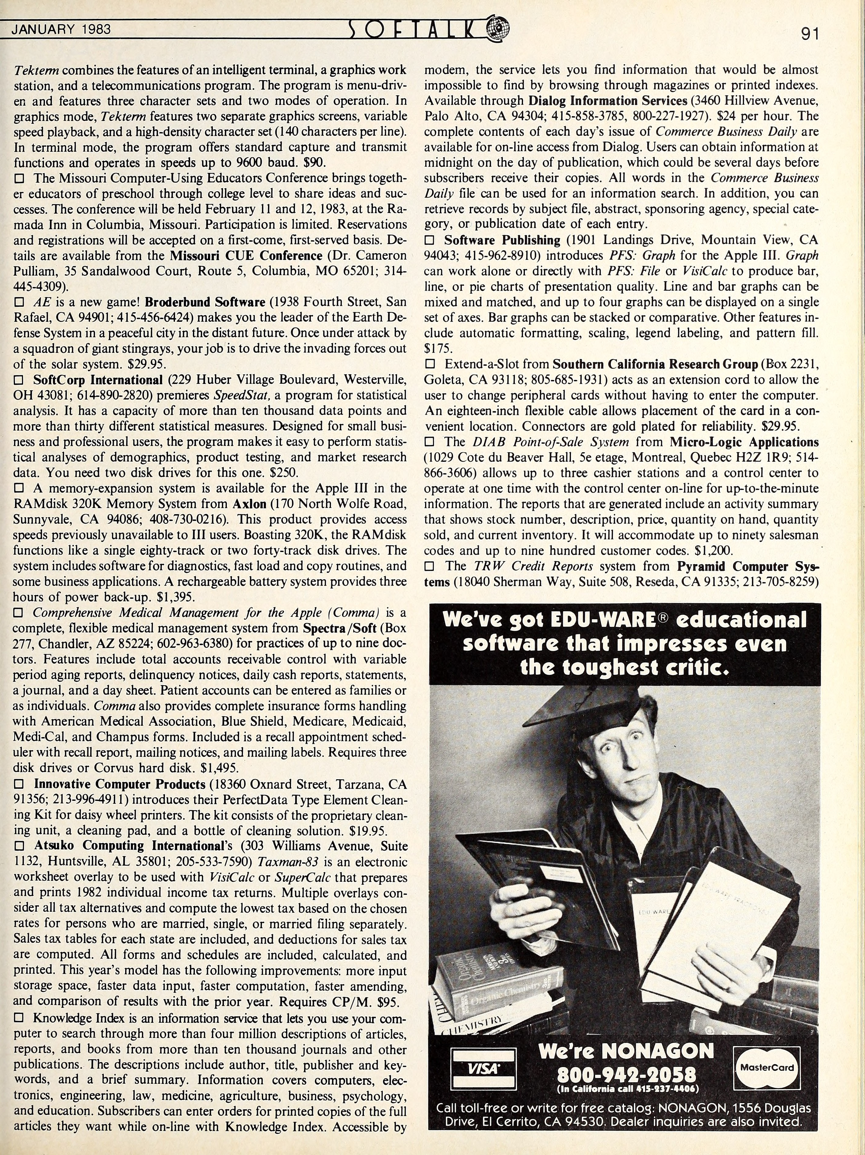 JANUARY 1983
SOFTALK
91
Tekterm combines the features of an intelligent terminal, a graphics work
station, and a telecommunications program. The program is menu-driv-
en and features three character sets and two modes of operation. In
graphics mode, Tekterm features two separate graphics screens, variable
speed playback, and a high-density character set (140 characters per line).
In terminal mode, the program offers standard capture and transmit
functions and operates in speeds up to 9600 baud. $90.
□ The Missouri Computer-Using Educators Conference brings togeth-
er educators of preschool through college level to share ideas and suc-
cesses. The conference will be held February 11 and 12, 1983, at the Ra-
mada Inn in Columbia, Missouri. Participation is limited. Reservations
and registrations will be accepted on a first-come, first-served basis. De-
tails are available from the Missouri CUE Conference (Dr. Cameron
Pulliam, 35 Sandalwood Court, Route 5, Columbia, MO 65201; 314-
445-4309).
□ AE is a new game! Broderbund Software (1938 Fourth Street, San
Rafael, CA 94901; 415-456-6424) makes you the leader of the Earth De-
fense System in a peaceful city in the distant future. Once under attack by
a squadron of giant stingrays, your job is to drive the invading forces out
of the solar system. $29.95.
□ SoftCorp International (229 Huber Village Boulevard, Westerville,
OH 43081; 614-890-2820) premieres SpeedStat, a program for statistical
analysis. It has a capacity of more than ten thousand data points and
more than thirty different statistical measures. Designed for small busi-
ness and professional users, the program makes it easy to perform statis-
tical analyses of demographics, product testing, and market research
data. You need two disk drives for this one. $250.
□ A memory-expansion system is available for the Apple III in the
RAMdisk 320K Memory System from Axlon (170 North Wolfe Road,
Sunnyvale, CA 94086; 408-730-0216). This product provides access
speeds previously unavailable to III users. Boasting 320K, the RAMdisk
functions like a single eighty-track or two forty-track disk drives. The
system includes software for diagnostics, fast load and copy routines, and
some business applications. A rechargeable battery system provides three
hours of power back-up. $1,395.
□ Comprehensive Medical Management for the Apple (Comma) is a
complete, flexible medical management system from Spectra/Soft (Box
277, Chandler, AZ 85224; 602-963-6380) for practices of up to nine doc-
tors. Features include total accounts receivable control with variable
period aging reports, delinquency notices, daily cash reports, statements,
a journal, and a day sheet. Patient accounts can be entered as families or
as individuals. Comma also provides complete insurance forms handling
with American Medical Association, Blue Shield, Medicare, Medicaid,
Medi-Cal, and Champus forms. Included is a recall appointment sched-
uler with recall report, mailing notices, and mailing labels. Requires three
disk drives or Corvus hard disk. $1,495.
□ Innovative Computer Products (18360 Oxnard Street, Tarzana, CA
91356; 213-996-4911) introduces their PerfectData Type Element Clean-
ing Kit for daisy wheel printers. The kit consists of the proprietary clean-
ing unit, a cleaning pad, and a bottle of cleaning solution. $19.95.
□ Atsuko Computing International's (303 Williams Avenue, Suite
1132, Huntsville, AL 35801; 205-533-7590) Taxman-83 is an electronic
worksheet overlay to be used with VisiCalc or SuperCalc that prepares
and prints 1982 individual income tax returns. Multiple overlays con-
sider all tax alternatives and compute the lowest tax based on the chosen
rates for persons who are married, single, or married filing separately.
Sales tax tables for each state are included, and deductions for sales tax
are computed. All forms and schedules are included, calculated, and
printed. This year's model has the following improvements: more input
storage space, faster data input, faster computation, faster amending,
and comparison of results with the prior year. Requires CP/M. $95.
□ Knowledge Index is an information service that lets you use your com-
puter to search through more than four million descriptions of articles,
reports, and books from more than ten thousand journals and other
publications. The descriptions include author, title, publisher and key-
words, and a brief summary. Information covers computers, elec-
tronics, engineering, law, medicine, agriculture, business, psychology,
and education. Subscribers can enter orders for printed copies of the full
articles they want while on-line with Knowledge Index. Accessible by
modem, the service lets you find information that would be almost
impossible to find by browsing through magazines or printed indexes.
Available through Dialog Information Services (3460 Hillview Avenue,
Palo Alto, CA 94304; 415-858-3785, 800-227-1927). $24 per hour. The
complete contents of each day's issue of Commerce Business Daily are
available for on-line access from Dialog. Users can obtain information at
midnight on the day of publication, which could be several days before
subscribers receive their copies. All words in the Commerce Business
Daily file can be used for an information search. In addition, you can
retrieve records by subject file, abstract, sponsoring agency, special cate-
gory, or publication date of each entry.
□ Software Publishing (1901 Landings Drive, Mountain View, CA
94043; 415-962-8910) introduces PFS: Graph for the Apple III. Graph
can work alone or directly with PFS: File or VisiCalc to produce bar,
line, or pie charts of presentation quality. Line and bar graphs can be
mixed and matched, and up to four graphs can be displayed on a single
set of axes. Bar graphs can be stacked or comparative. Other features in-
clude automatic formatting, scaling, legend labeling, and pattern fill.
$175.
□ Extend-a-Slot from Southern California Research Group (Box 2231,
Goleta, CA 93118; 805-685-1931) acts as an extension cord to allow the
user to change peripheral cards without having to enter the computer.
An eighteen-inch flexible cable allows placement of the card in a con-
venient location. Connectors are gold plated for reliability. $29.95.
□ The DIAB Point-of-Sale System from Micro-Logic Applications
(1029 Cote du Beaver Hall, 5e etage, Montreal, Quebec H2Z 1R9; 514-
866-3606) allows up to three cashier stations and a control center to
operate at one time with the control center on-line for up-to-the-minute
information. The reports that are generated include an activity summary
that shows stock number, description, price, quantity on hand, quantity
sold, and current inventory. It will accommodate up to ninety salesman
codes and up to nine hundred customer codes. $1,200.
□ The TRW Credit Reports system from Pyramid Computer Sys-
tems (18040 Sherman Way, Suite 508, Reseda, CA 91335; 213-705-8259)
We've got EDU-WARE® educational
software that impresses even
the toughest critic.
EDU-WARE
Organic Chemistry
CHEMISTRY
VISA
We're NONAGON
800-942-2058
(In California call 415-237-4406)
MasterCard
Call toll-free or write for free catalog: NONAGON, 1556 Douglas
Drive, El Cerrito, CA 94530. Dealer inquiries are also invited.